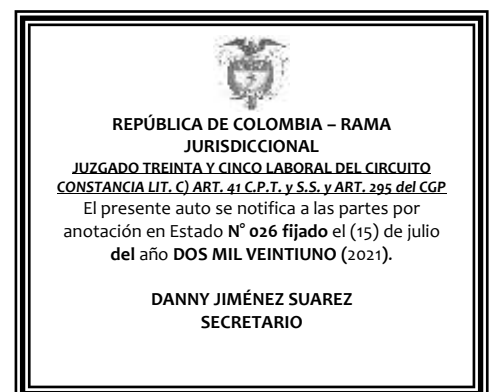 REPÚBLICA DE COLOMBIA – RAMA
JURISDICCIONAL
JUZGADO TREINTA Y CINCO LABORAL DEL CIRCUITO
CONSTANCIA LIT. C) ART. 41 C.P.T. y S.S. y ART. 295 del CGP
El presente auto se notifica a las partes por
anotación en Estado N° 026 fijado el (15) de julio
del año DOS MIL VEINTIUNO (2021).
DANNY JIMÉNEZ SUAREZ
SECRETARIO